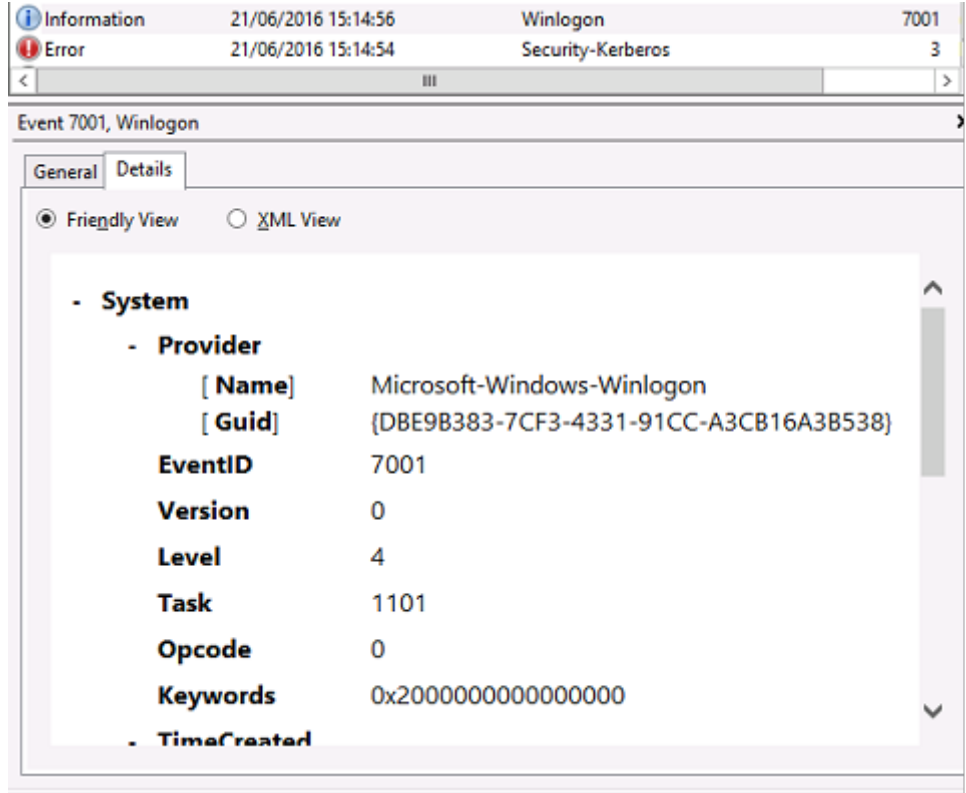 Information 21/06/2016 15:14:56 Winlogon 7001
Error 21/06/2016 15:14:54 Security-Kerberos 3
Event 7001, Winlogon
General Details
Friendly View XML View
- System
- Provider
[ Name] Microsoft-Windows-Winlogon
[ Guid] {DBE9B383-7CF3-4331-91CC-A3CB16A3B538}
EventID 7001
Version 0
Level 4
Task 1101
Opcode 0
Keywords 0x2000000000000000
- TimeCreated